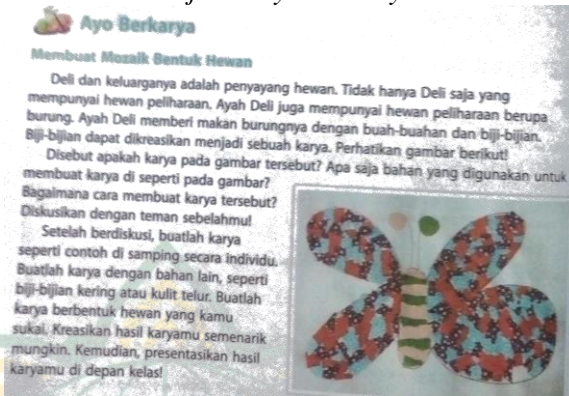 Ayo Berkarya
Membuat Mozaik Bentuk Hewan
Deli dan keluarganya adalah penyayang hewan. Tidak hanya Deli saja yang
mempunyai hewan peliharaan. Ayah Deli juga mempunyai hewan peliharaan berupa
burung. Ayah Deli memberi makan burungnya dengan buah-buahan dan biji-bijian.
Biji-bijian dapat dikreasikan menjadi sebuah karya. Perhatikan gambar berikut!
Disebut apakah karya pada gambar tersebut? Apa saja bahan yang digunakan untuk
membuat karya di seperti pada gambar?
Bagaimana cara membuat karya tersebut?
Diskusikan dengan teman sebelahmu!
Setelah berdiskusi, buatlah karya
seperti contoh di samping secara individu.
Buatlah karya dengan bahan lain, seperti
biji-bijian kering atau kulit telur. Buatlah
karya berbentuk hewan yang kamu
sukai. Kreasikan hasil karyamu semenarik
mungkin. Kemudian, presentasikan hasil
karyamu di depan kelas!